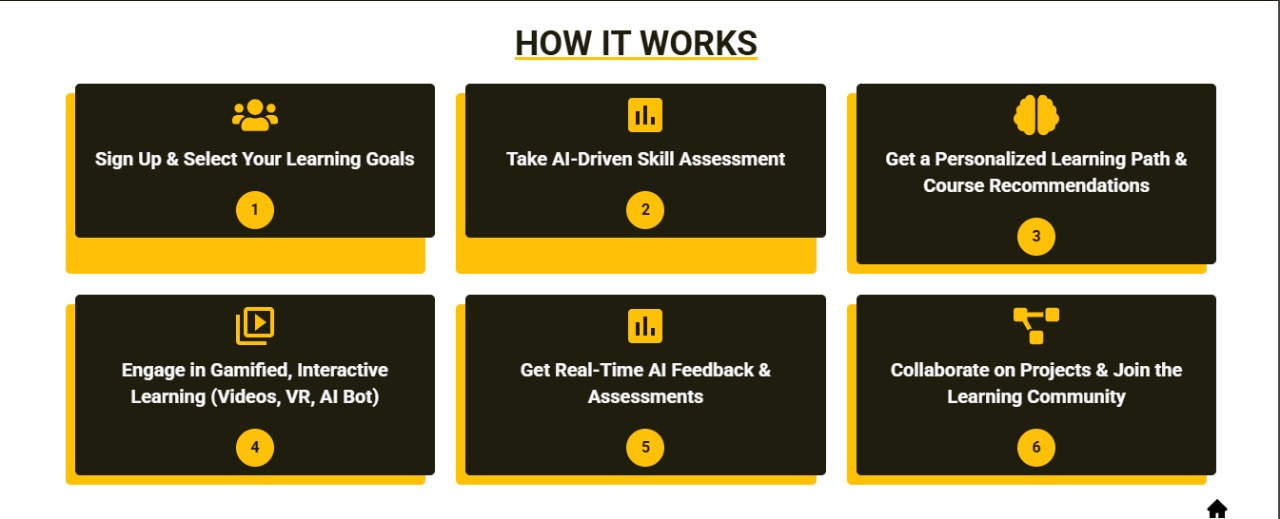 HOW IT WORKS
Sign Up & Select Your Learning Goals
1
Take AI-Driven Skill Assessment
2
Get a Personalized Learning Path &
Course Recommendations
3
Engage in Gamified, Interactive
Learning (Videos, VR, AI Bot)
4
Get Real-Time AI Feedback &
Assessments
5
Collaborate on Projects & Join the
Learning Community
6